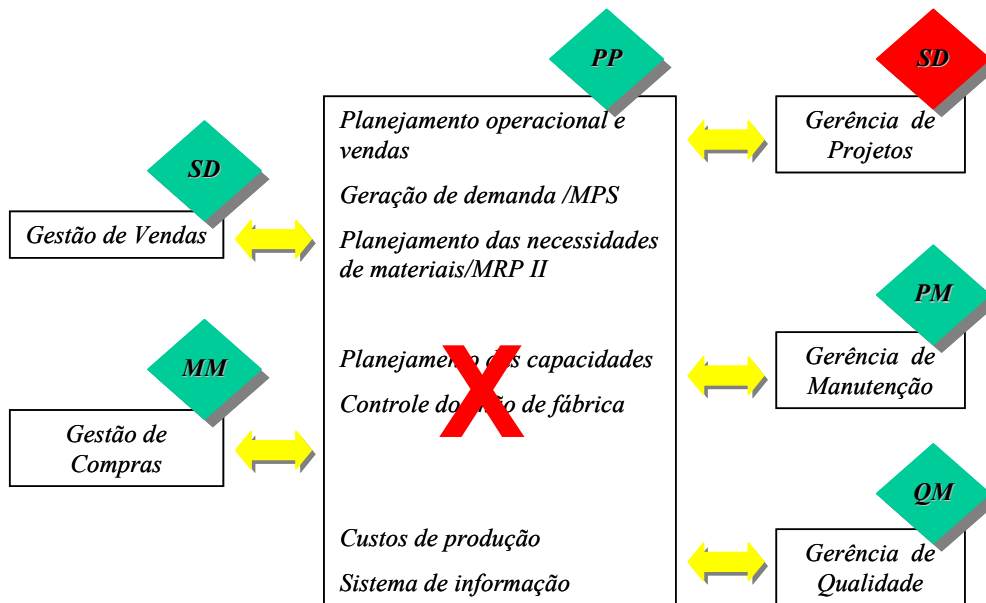 PP
Planejamento operacional e
vendas
Geração de demanda /MPS
Planejamento das necessidades
de materiais/MRP II
Planejamento das capacidades
Controle do chão de fábrica
Custos de produção
Sistema de informação
SD
Gestão de Vendas
MM
Gestão de
Compras
SD
Gerência de
Projetos
PM
Gerência de
Manutenção
QM
Gerência de
Qualidade
X